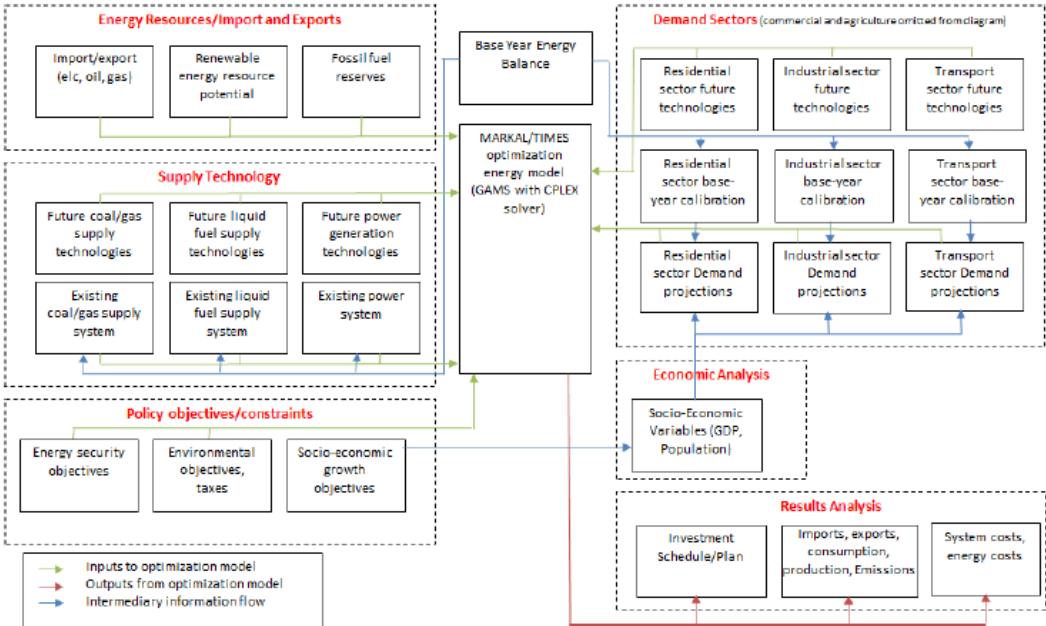 Energy Resources/Import and Exports
Import/export
(elc, oil, gas)
Renewable
energy resource
potential
Fossil fuel
reserves
Supply Technology
Future coal/gas
supply
technologies
Future liquid
fuel supply
technologies
Future power
generation
technologies
Existing
coal/gas supply
system
Existing liquid
fuel supply
system
Existing power
system
Policy objectives/constraints
Energy security
objectives
Environmental
objectives,
taxes
Socio-economic
growth
objectives
Inputs to optimization model
Outputs from optimization model
Intermediary information flow
Base Year Energy
Balance
MARKAL/TIMES
optimization
energy model
(GAMS with CPLEX
solver)
Demand Sectors (commercial and agriculture omitted from diagram)
Residential
sector future
technologies
Industrial sector
future
technologies
Transport
sector future
technologies
Residential
sector base-
year calibration
Industrial sector
base-year
calibration
Transport
sector base-
year calibration
Residential
sector Demand
projections
Industrial sector
Demand
projections
Transport
sector Demand
projections
Economic Analysis
Socio-Economic
Variables (GDP,
Population)
Results Analysis
Investment
Schedule/Plan
Imports, exports,
consumption,
production, Emissions
System costs,
energy costs